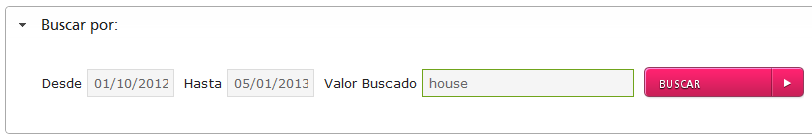 Buscar por:
Desde 01/10/2012 Hasta 05/01/2013 Valor Buscado house BUSCAR